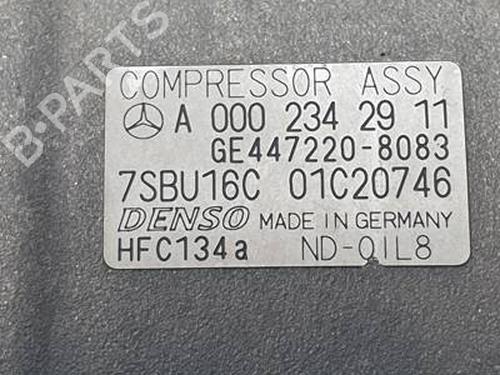 B-PARTS
COMPRESSOR ASSY
A 000 234 29 11
GE447220-8083
7SBU16C 01C20746
DENSO MADE IN GERMANY
HFC134a ND-OIL8